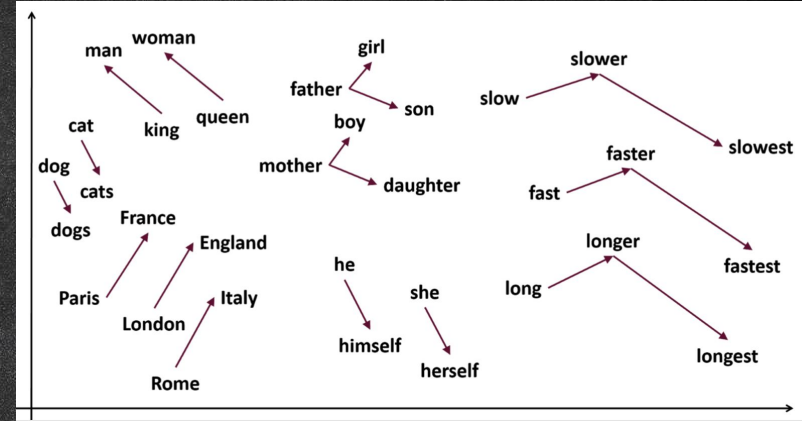 man
woman
king
queen
cat
cats
dog
dogs
France
Paris
England
London
Italy
Rome
girl
father
son
boy
mother
daughter
he
himself
she
herself
slow
slower
slowest
fast
faster
fastest
long
longer
longest